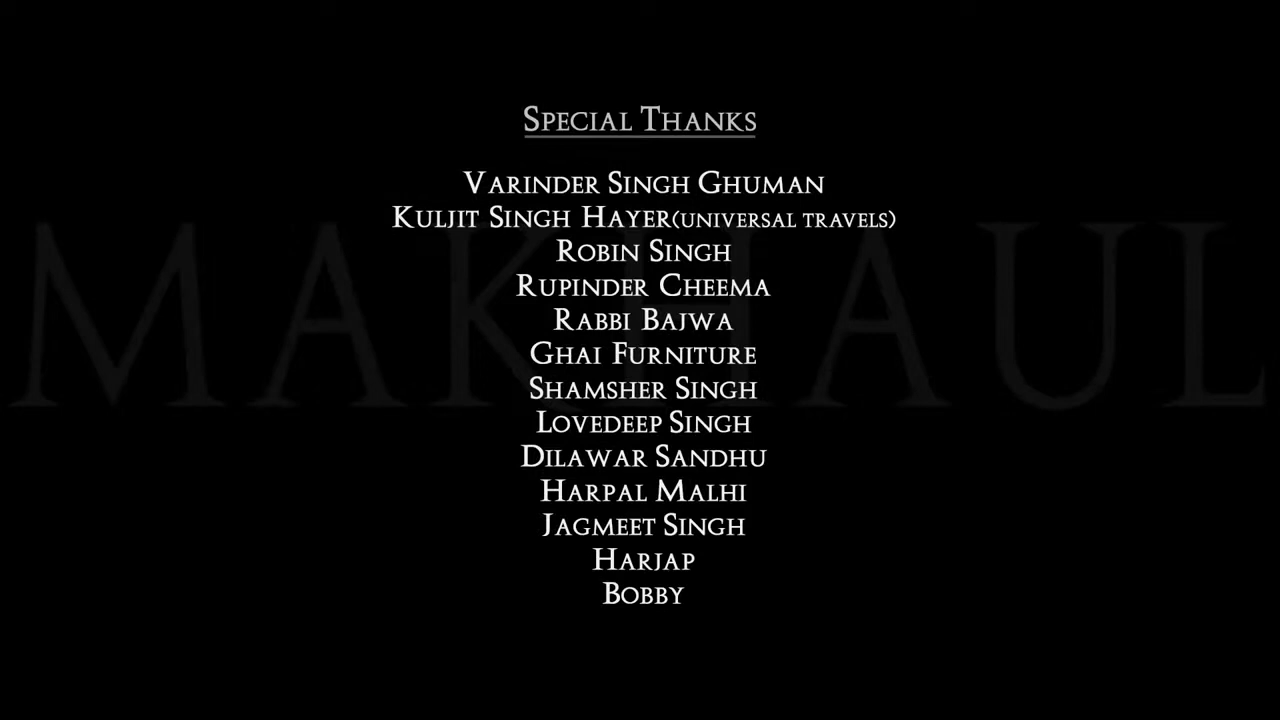 SPECIAL THANKS
VARINDER SINGH GHUMAN
KULJIT SINGH HAYER(UNIVERSAL TRAVELS)
ROBIN SINGH
RUPINDER CHEEMA
RABBI BAJWA
GHAI FURNITURE
SHAMSHER SINGH
LOVEDEEP SINGH
DILAWAR SANDHU
HARPAL MALHI
JAGMEET SINGH
HARJAP
BOBBY
MAKHAUL